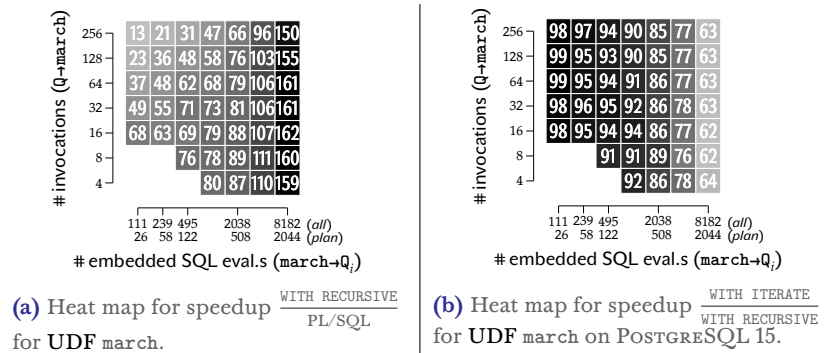 # invocations (Q→march)
256 13 21 31 47 66 96 150
128 23 36 48 58 76 103 155
64 37 48 62 68 79 106 161
32 49 55 71 73 81 106 161
16 68 63 69 79 88 107 162
8 76 78 89 111 160
4 80 87 110 159
111 239 495 2038 8182 (all)
26 58 122 508 2044 (plan)
# embedded SQL eval.s (march→Qi)
(a) Heat map for speedup WITH RECURSIVE
PL/SQL
for UDF march.
# invocations (Q→march)
256 98 97 94 90 85 77 63
128 99 95 93 90 85 77 63
64 99 95 94 91 86 77 63
32 98 96 95 92 86 78 63
16 98 95 94 94 86 77 62
8 91 91 89 76 62
4 92 86 78 64
111 239 495 2038 8182 (all)
26 58 122 508 2044 (plan)
# embedded SQL eval.s (march→Qi)
(b) Heat map for speedup WITH ITERATE
WITH RECURSIVE
for UDF march on POSTGRESQL 15.